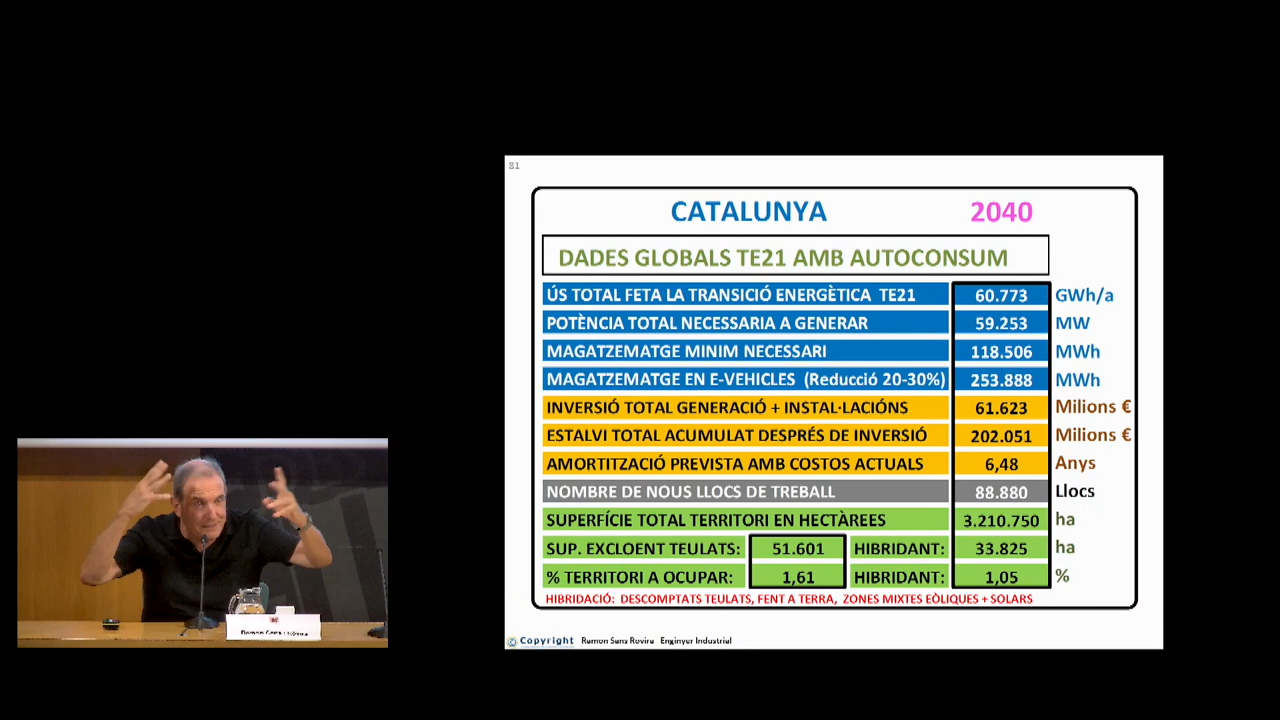 81
CATALUNYA 2040
DADES GLOBALS TE21 AMB AUTOCONSUM
ÚS TOTAL FETA LA TRANSICIÓ ENERGÈTICA TE21 60.773 GWh/a
POTÈNCIA TOTAL NECESSARIA A GENERAR 59.253 MW
MAGATZEMATGE MINIM NECESSARI 118.506 MWh
MAGATZEMATGE EN E-VEHICLES (Reducció 20-30%) 253.888 MWh
INVERSIÓ TOTAL GENERACIÓ + INSTAL·LACIÓNS 61.623 Milions €
ESTALVI TOTAL ACUMULAT DESPRÉS DE INVERSIÓ 202.051 Milions €
AMORTITZACIÓ PREVISTA AMB COSTOS ACTUALS 6,48 Anys
NOMBRE DE NOUS LLOCS DE TREBALL 88.880 Llocs
SUPERFÍCIE TOTAL TERRITORI EN HECTÀREES 3.210.750 ha
SUP. EXCLOENT TEULATS: 51.601 HIBRIDANT: 33.825 ha
% TERRITORI A OCUPAR: 1,61 HIBRIDANT: 1,05 %
HIBRIDACIÓ: DESCOMPTATS TEULATS, FENT A TERRA, ZONES MIXTES EÒLIQUES + SOLARS
© Copyright Ramon Sans Rovira Enginyer Industrial
Ramon Sans i Rovira